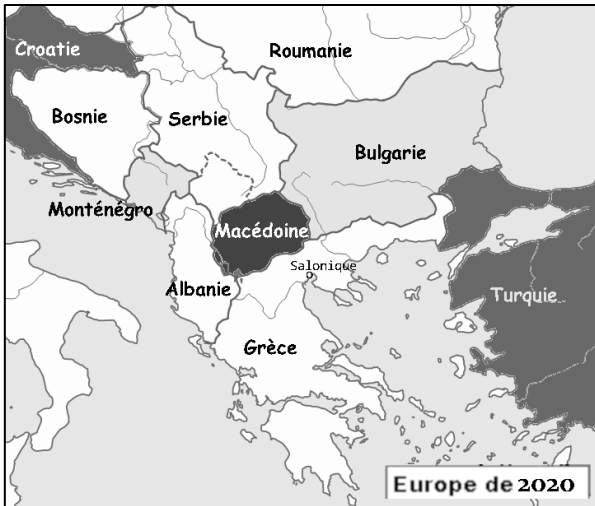 Croatie
Roumanie
Bosnie
Serbie
Bulgarie
Monténégro
Macédoine
Salonique
Albanie
Turquie
Grèce
Europe de 2020